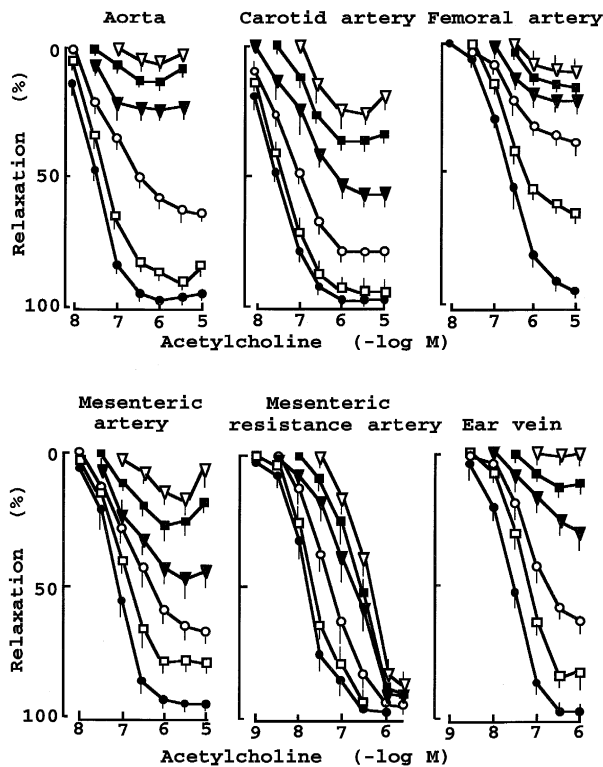 Aorta
Carotid artery
Femoral artery
Relaxation (%)
0
50
100
8 7 6 5
8 7 6 5
8 7 6 5
Acetylcholine (-log M)
Mesenteric artery
Mesenteric resistance artery
Ear vein
Relaxation (%)
0
50
100
8 7 6 5
9 8 7 6
9 8 7 6
Acetylcholine (-log M)